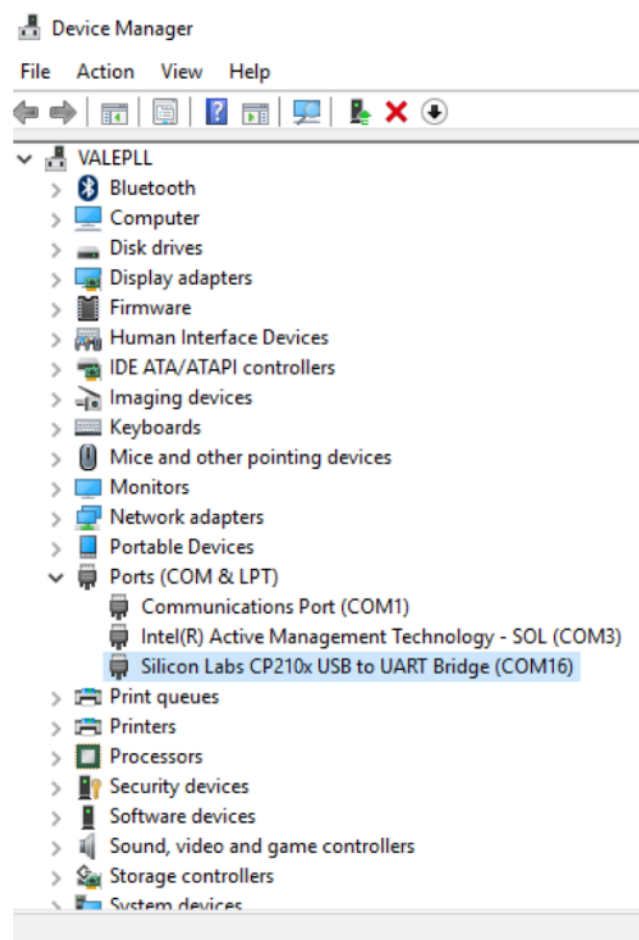 Device Manager
File Action View Help
VALEPLL
Bluetooth
Computer
Disk drives
Display adapters
Firmware
Human Interface Devices
IDE ATA/ATAPI controllers
Imaging devices
Keyboards
Mice and other pointing devices
Monitors
Network adapters
Portable Devices
Ports (COM & LPT)
Communications Port (COM1)
Intel(R) Active Management Technology - SOL (COM3)
Silicon Labs CP210x USB to UART Bridge (COM16)
Print queues
Printers
Processors
Security devices
Software devices
Sound, video and game controllers
Storage controllers
System devices